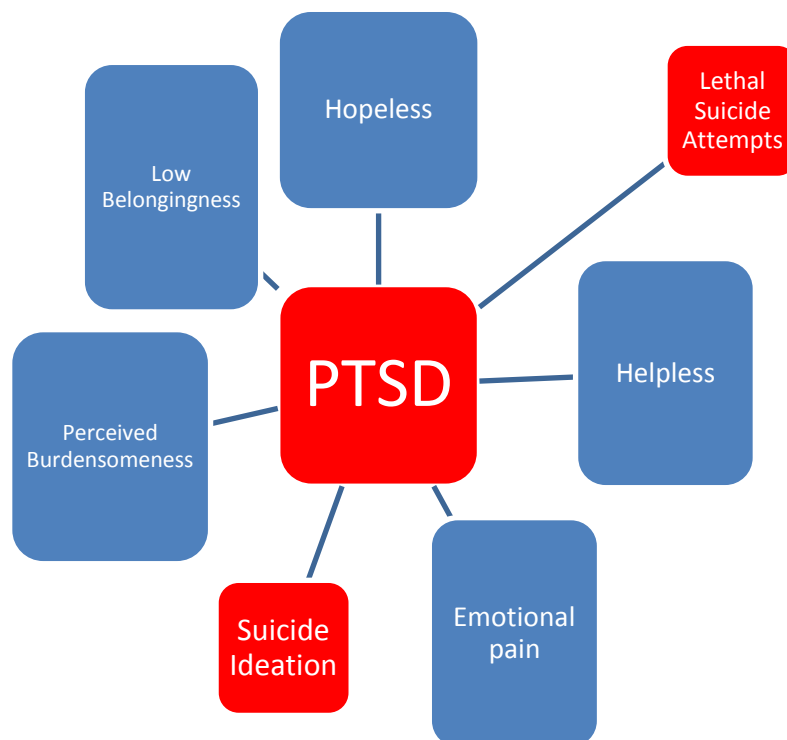 Hopeless
Lethal
Suicide
Attempts
Low
Belongingness
PTSD
Helpless
Perceived
Burdensomeness
Suicide
Ideation
Emotional
pain